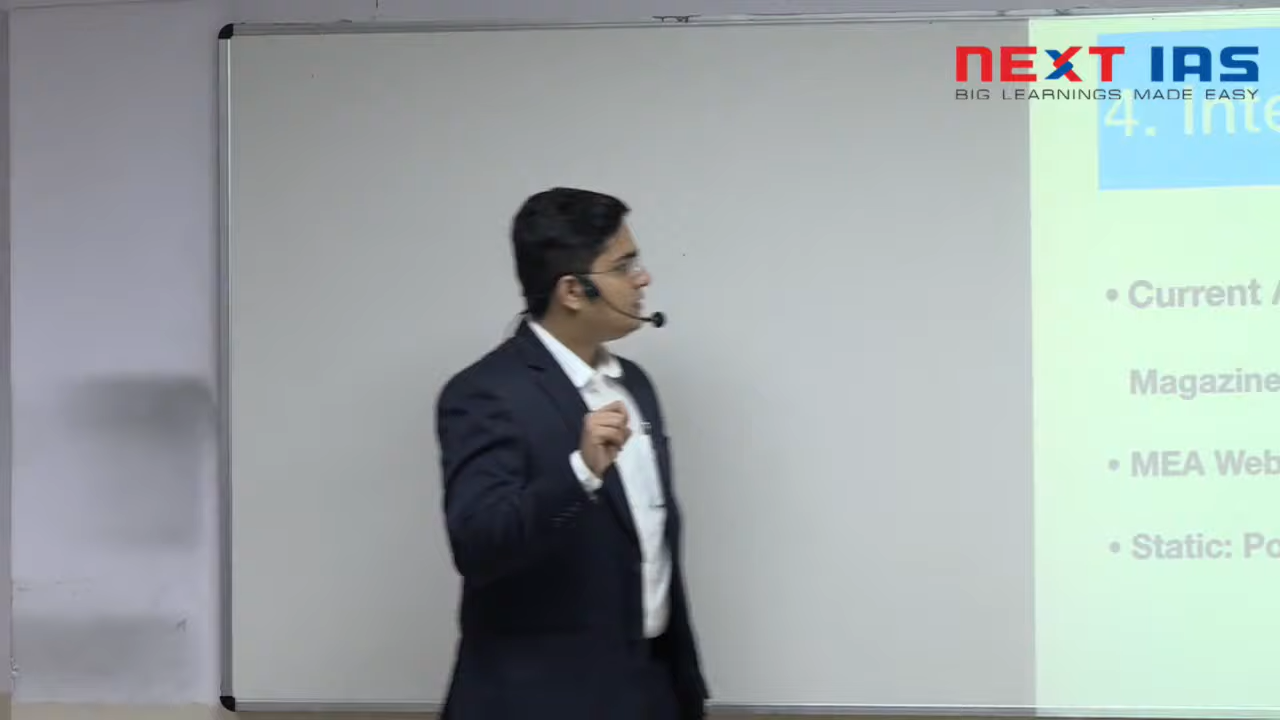 NEXT IAS
BIG LEARNINGS MADE EASY
4. Inte
• Current
Magazine
• MEA Web
• Static: Po